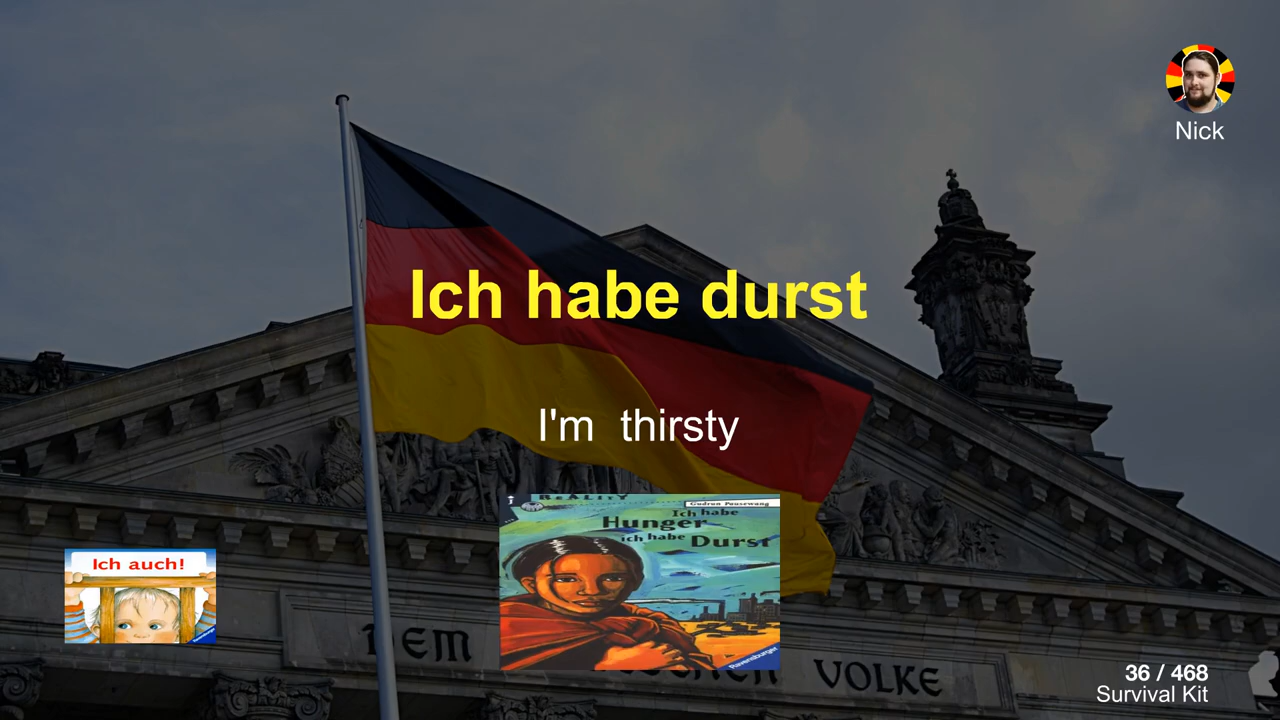 Nick
Ich habe durst
I'm thirsty
REALITY
Gudrun Pausewang
Ich habe
Hunger
ich habe Durst
Ravensburger
Ich auch!
DEM
VOLKE
36 / 468
Survival Kit